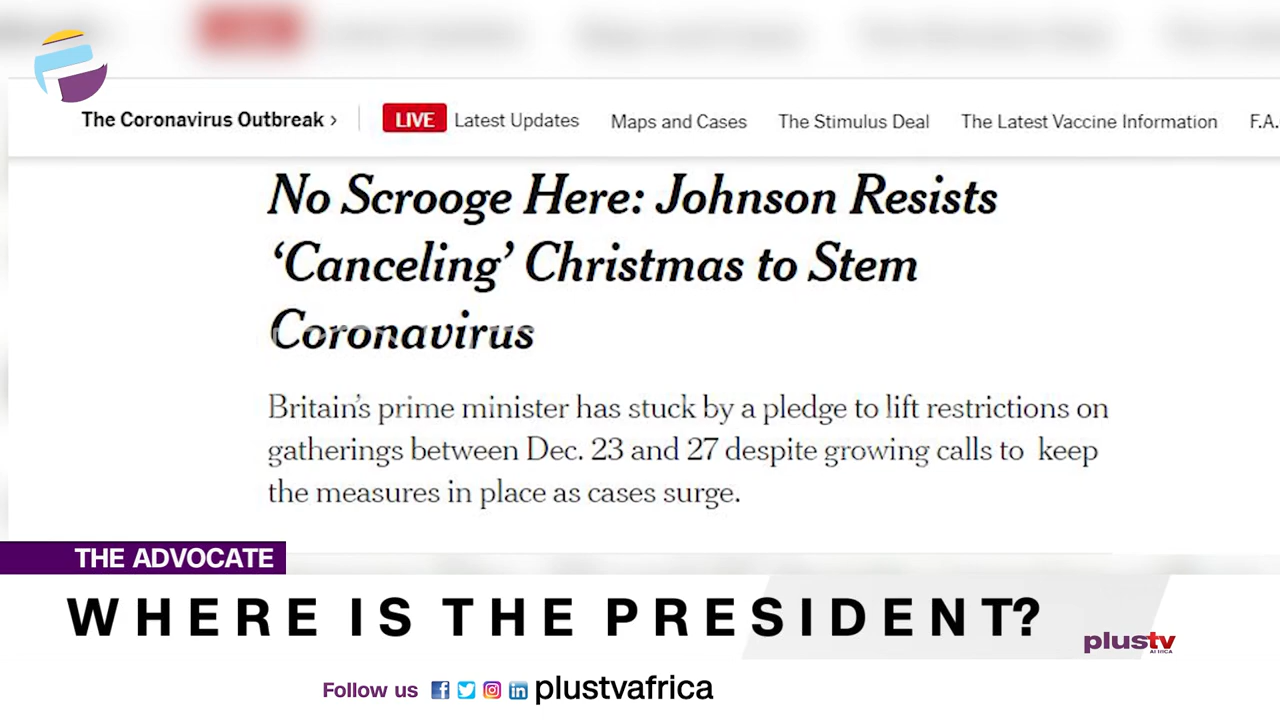 The Coronavirus Outbreak ›
LIVE Latest Updates Maps and Cases The Stimulus Deal The Latest Vaccine Information F.A.
No Scrooge Here: Johnson Resists
‘Canceling’ Christmas to Stem
Coronavirus
Britain’s prime minister has stuck by a pledge to lift restrictions on
gatherings between Dec. 23 and 27 despite growing calls to keep
the measures in place as cases surge.
THE ADVOCATE
WHERE IS THE PRESIDENT?
plustv
AFRICA
Follow us plustvafrica